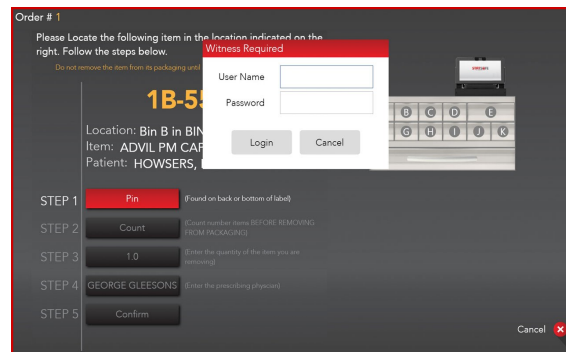 Order # 1
Please Locate the following item in the location indicated on the
right. Follow the steps below.
Do not remove the item from its packaging until
Witness Required
User Name
Password
Login
Cancel
1B-55
Location: Bin B in BIN
Item: ADVIL PM CAP
Patient: HOWSERS,
B
C
D
E
G
H
I
J
K
STEP 1
Pin
(Found on back or bottom of label)
STEP 2
Count
(Count number items BEFORE REMOVING
FROM PACKAGING)
STEP 3
1.0
(Enter the quantity of the item you are
removing)
STEP 4
GEORGE GLEESONS
(Enter the prescribing physician)
STEP 5
Confirm
Cancel